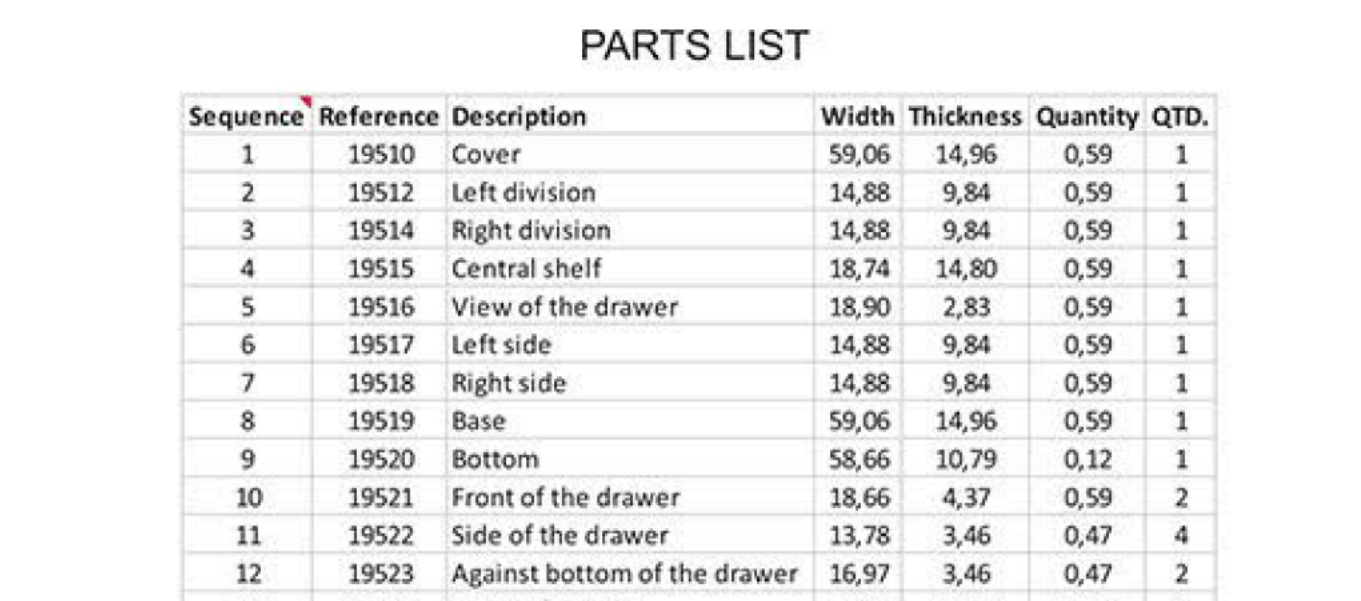 PARTS LIST
Sequence Reference Description Width Thickness Quantity QTD.
1 19510 Cover 59,06 14,96 0,59 1
2 19512 Left division 14,88 9,84 0,59 1
3 19514 Right division 14,88 9,84 0,59 1
4 19515 Central shelf 18,74 14,80 0,59 1
5 19516 View of the drawer 18,90 2,83 0,59 1
6 19517 Left side 14,88 9,84 0,59 1
7 19518 Right side 14,88 9,84 0,59 1
8 19519 Base 59,06 14,96 0,59 1
9 19520 Bottom 58,66 10,79 0,12 1
10 19521 Front of the drawer 18,66 4,37 0,59 2
11 19522 Side of the drawer 13,78 3,46 0,47 4
12 19523 Against bottom of the drawer 16,97 3,46 0,47 2